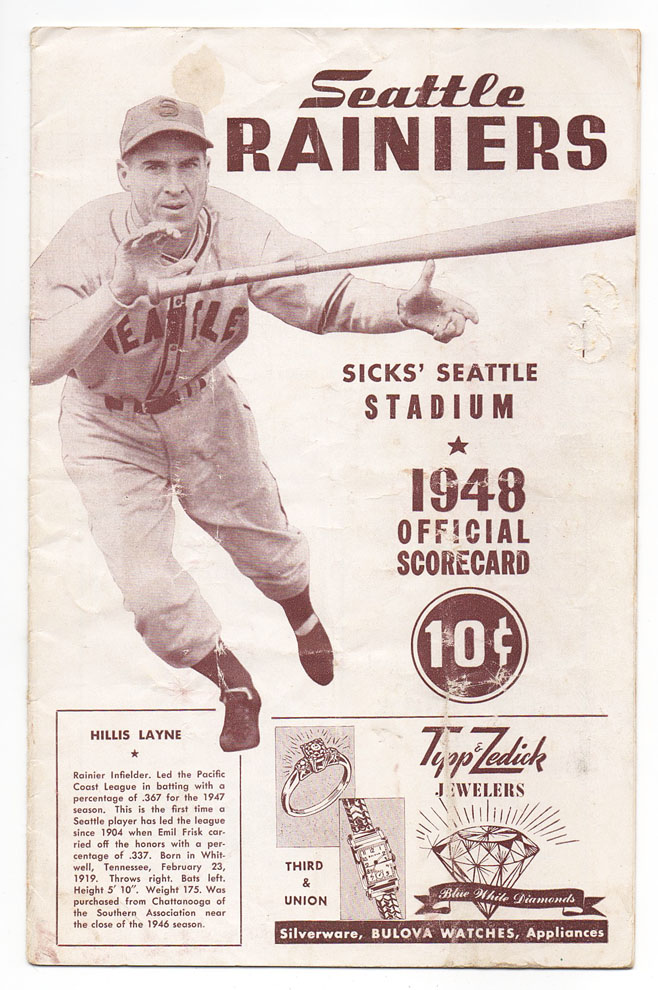 Seattle
RAINIERS
S
SEATTLE
SICKS' SEATTLE
STADIUM
1948
OFFICIAL
SCORECARD
10¢
HILLIS LAYNE
Rainier Infielder. Led the Pacific
Coast League in batting with a
percentage of .367 for the 1947
season. This is the first time a
Seattle player has led the league
since 1904 when Emil Frisk car-
ried off the honors with a per-
centage of .337. Born in Whit-
well, Tennessee, February 23,
1919. Throws right. Bats left.
Height 5' 10". Weight 175. Was
purchased from Chattanooga of
the Southern Association near
the close of the 1946 season.
THIRD
&
UNION
Typp & Zedick
JEWELERS
Blue White Diamonds
Silverware, BULOVA WATCHES, Appliances